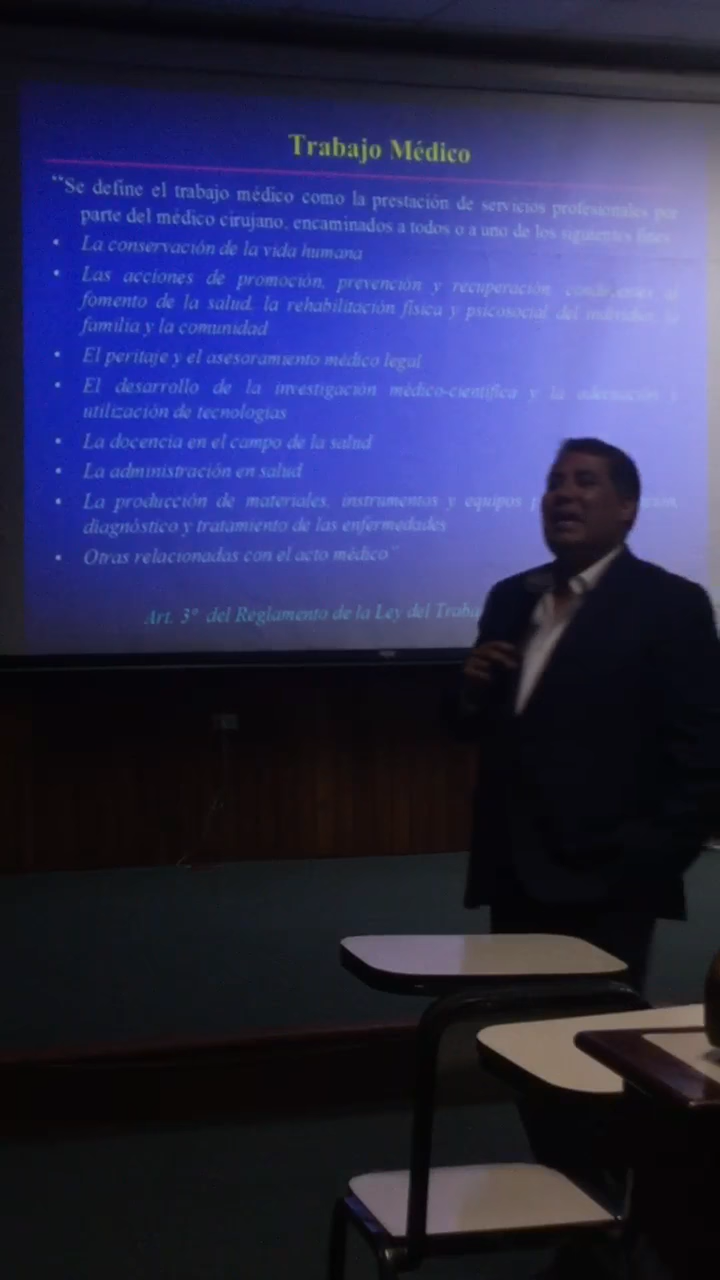 Trabajo Médico
“Se define el trabajo médico como la prestación de servicios profesionales por
parte del médico cirujano, encaminados a todos o a uno de los siguientes fines
• La conservación de la vida humana
• Las acciones de promoción, prevención y recuperación al
fomento de la salud, la rehabilitación física y psicosocial del individuo, la
familia y la comunidad
• El peritaje y el asesoramiento médico legal
• El desarrollo de la investigación médico-científica y la adecuación y
utilización de tecnologías
• La docencia en el campo de la salud
• La administración en salud
• La producción de materiales, instrumentos y equipos
diagnóstico y tratamiento de las enfermedades
• Otras relacionadas con el acto médico”
Art. 3° del Reglamento de la Ley del